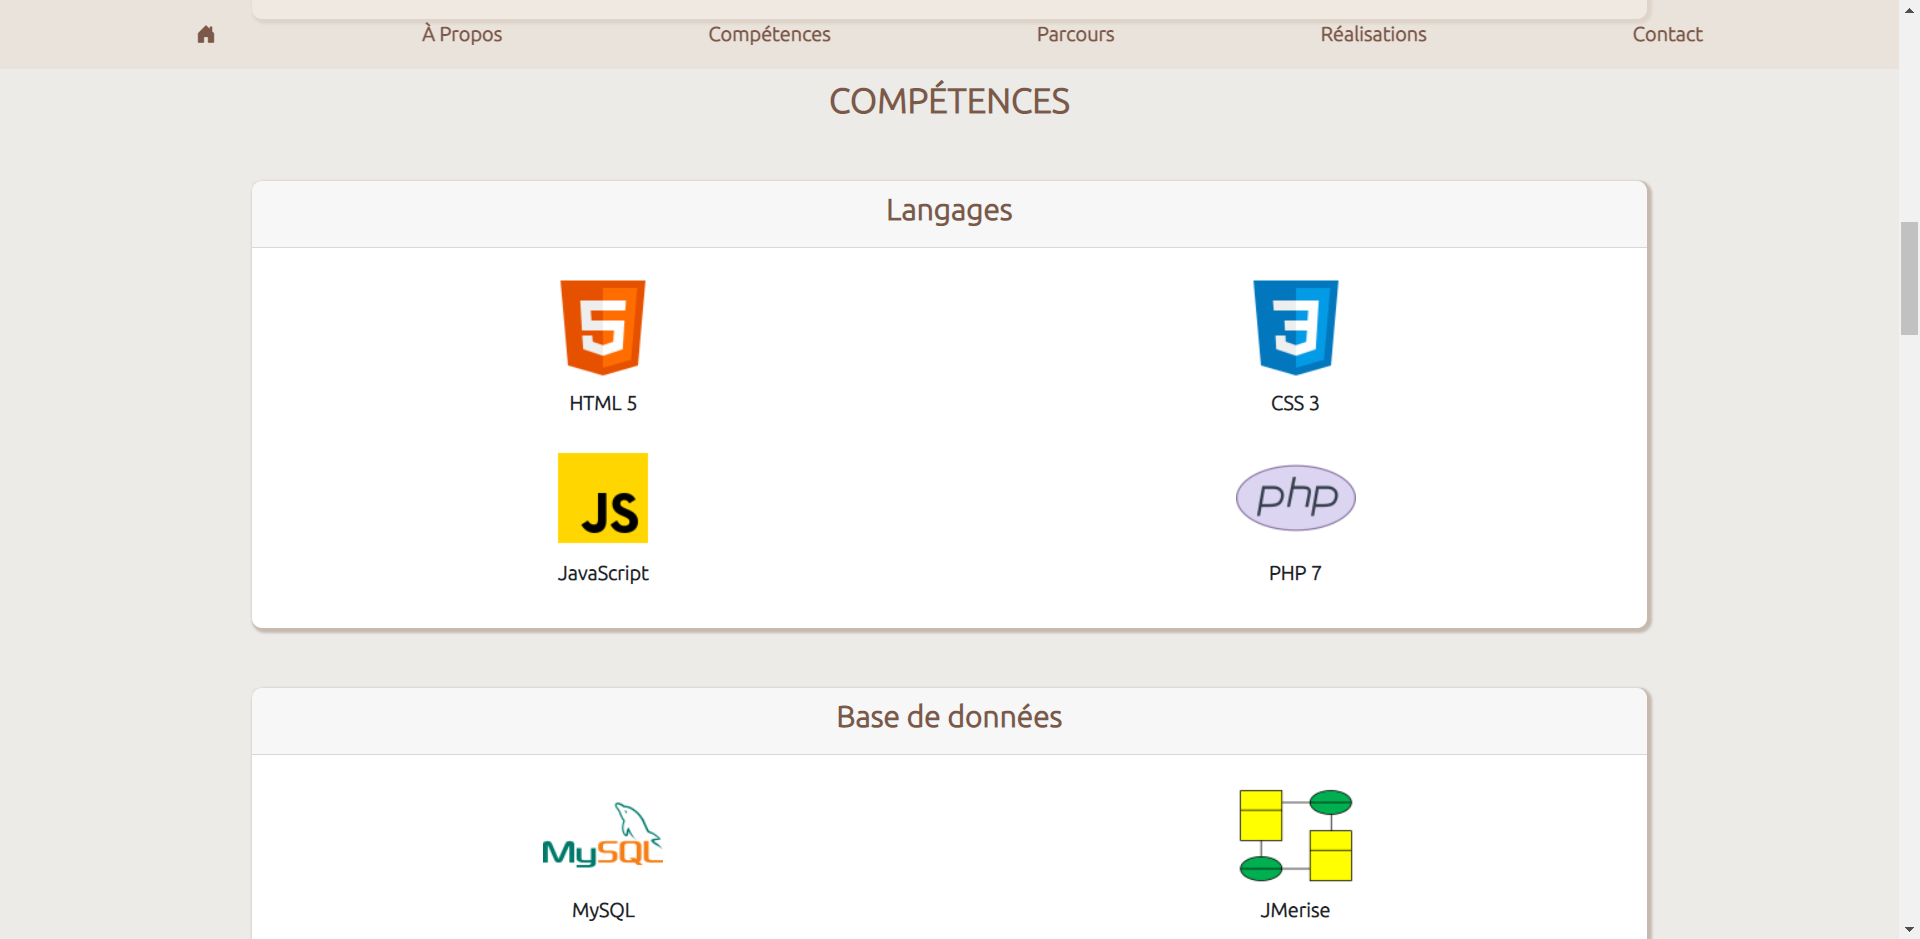 À Propos
Compétences
Parcours
Réalisations
Contact
COMPÉTENCES
Langages
5
3
HTML 5
CSS 3
JS
php
JavaScript
PHP 7
Base de données
MySQL
MySQL
JMerise